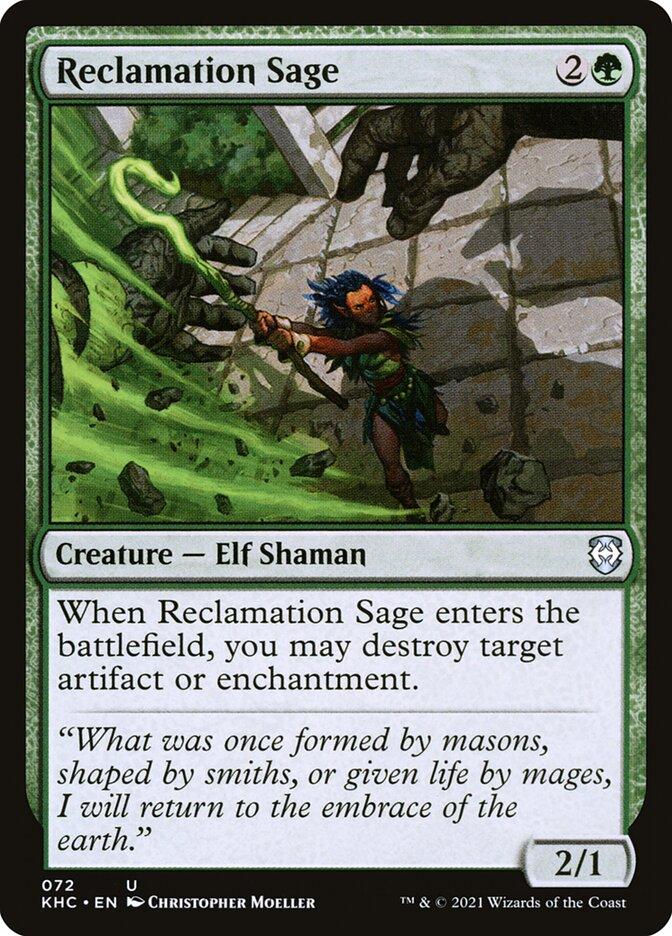 Reclamation Sage 2
Creature — Elf Shaman
When Reclamation Sage enters the
battlefield, you may destroy target
artifact or enchantment.
“What was once formed by masons,
shaped by smiths, or given life by mages,
I will return to the embrace of the
earth.”
2/1
072 U
KHC • EN Christopher Moeller ™ & © 2021 Wizards of the Coast